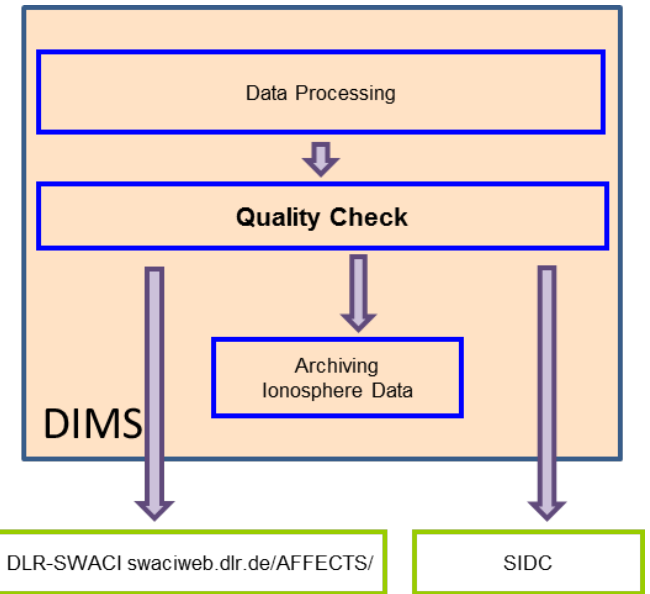 Data Processing
Quality Check
Archiving
Ionosphere Data
DIMS
DLR-SWACI swaciweb.dlr.de/AFFECTS/
SIDC